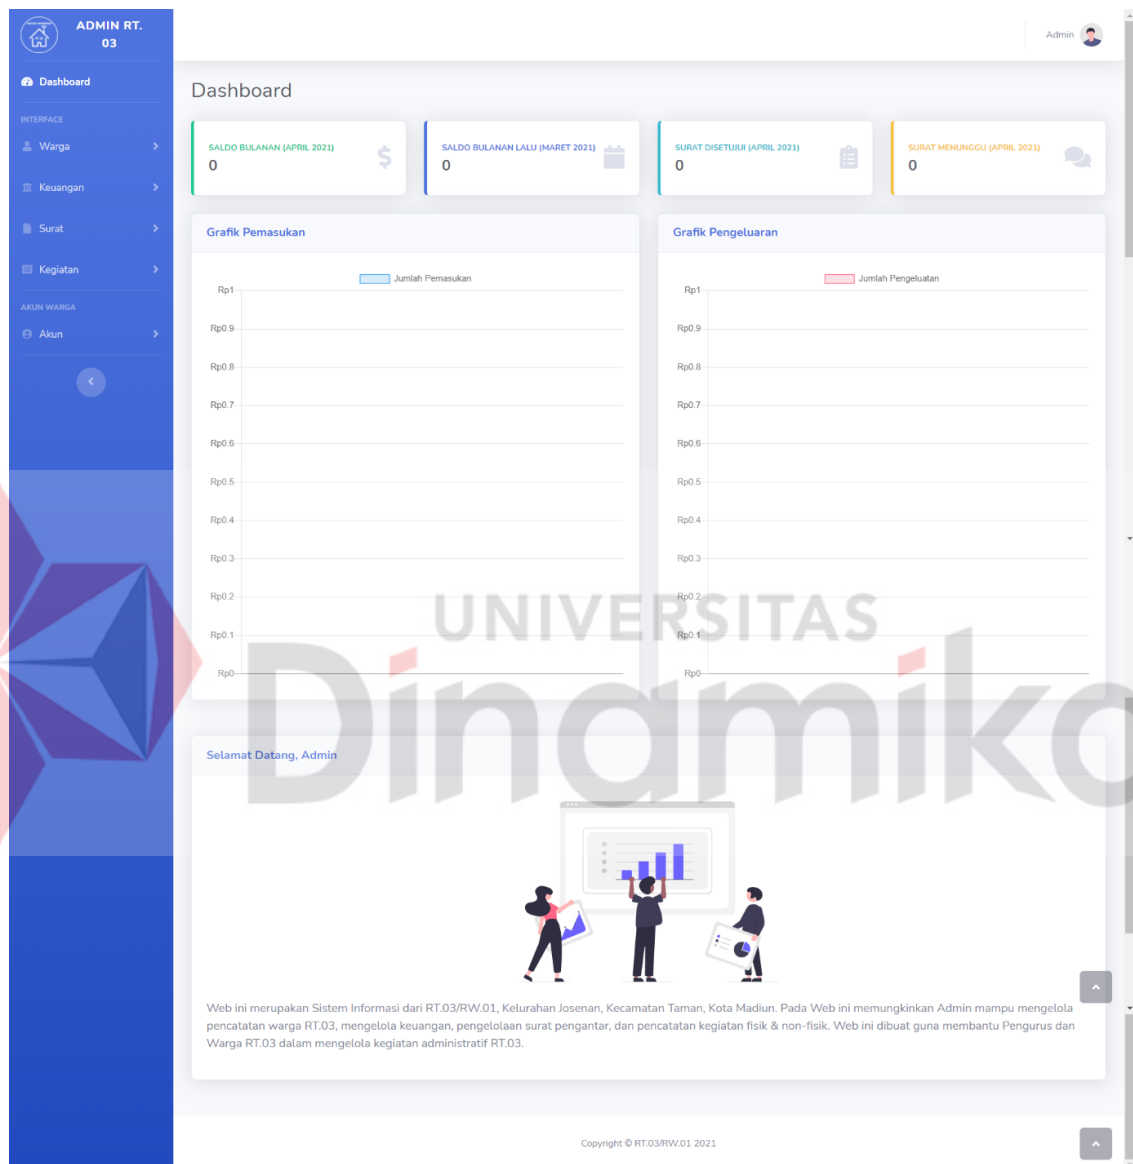 ADMIN RT.
03
Admin
Dashboard
INTERFACE
Warga
Keuangan
Surat
Kegiatan
AKUN WARGA
Akun
Dashboard
SALDO BULANAN (APRIL 2021)
0
SALDO BULANAN LALU (MARET 2021)
0
SURAT DISETUJUI (APRIL 2021)
0
SURAT MENUNGGU (APRIL 2021)
0
Grafik Pemasukan
Jumlah Pemasukan
Rp1
Rp0.9
Rp0.8
Rp0.7
Rp0.6
Rp0.5
Rp0.4
Rp0.3
Rp0.2
Rp0.1
Rp0
Grafik Pengeluaran
Jumlah Pengeluatan
Rp1
Rp0.9
Rp0.8
Rp0.7
Rp0.6
Rp0.5
Rp0.4
Rp0.3
Rp0.2
Rp0.1
Rp0
UNIVERSITAS
Dinamika
Selamat Datang, Admin
Web ini merupakan Sistem Informasi dari RT.03/RW.01, Kelurahan Josenan, Kecamatan Taman, Kota Madiun. Pada Web ini memungkinkan Admin mampu mengelola
pencatatan warga RT.03, mengelola keuangan, pengelolaan surat pengantar, dan pencatatan kegiatan fisik & non-fisik. Web ini dibuat guna membantu Pengurus dan
Warga RT.03 dalam mengelola kegiatan administratif RT.03.
Copyright © RT.03/RW.01 2021